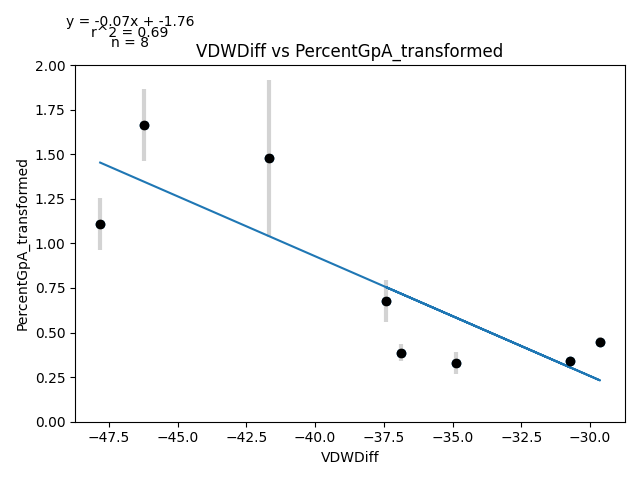 y = -0.07x + -1.76
r^2 = 0.69
n = 8
VDWDiff vs PercentGpA_transformed
2.00
1.75
1.50
1.25
1.00
0.75
0.50
0.25
0.00
PercentGpA_transformed
−47.5
−45.0
−42.5
−40.0
−37.5
−35.0
−32.5
−30.0
VDWDiff